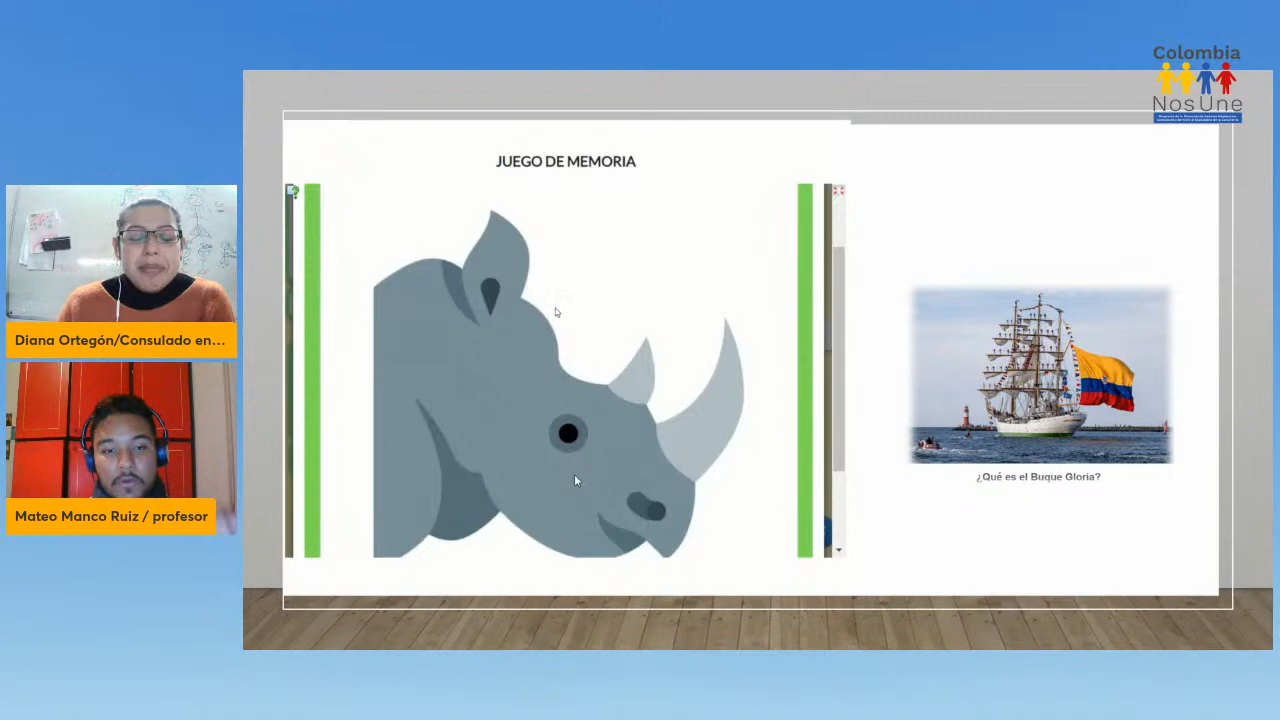 Colombia
NosUne
JUEGO DE MEMORIA
¿Qué es el Buque Gloria?
Diana Ortegón/Consulado en...
Mateo Manco Ruiz / profesor